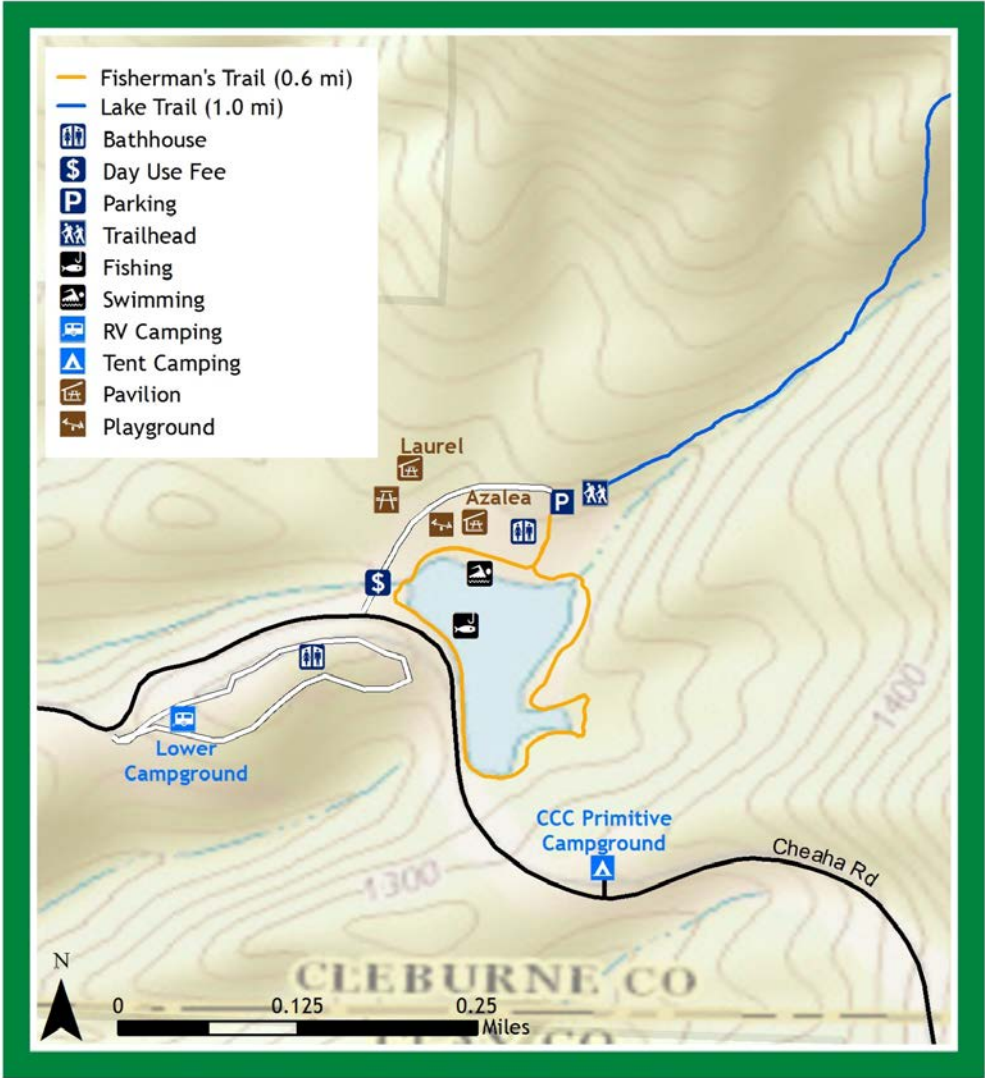 Fisherman's Trail (0.6 mi)
Lake Trail (1.0 mi)
Bathhouse
$ Day Use Fee
P Parking
Trailhead
Fishing
Swimming
RV Camping
Tent Camping
Pavilion
Playground
Laurel
Azalea
P
$
1400
Lower
Campground
CCC Primitive
Campground
Cheaha Rd
1300
N
CLEBURNE CO
0 0.125 0.25
Miles
CO